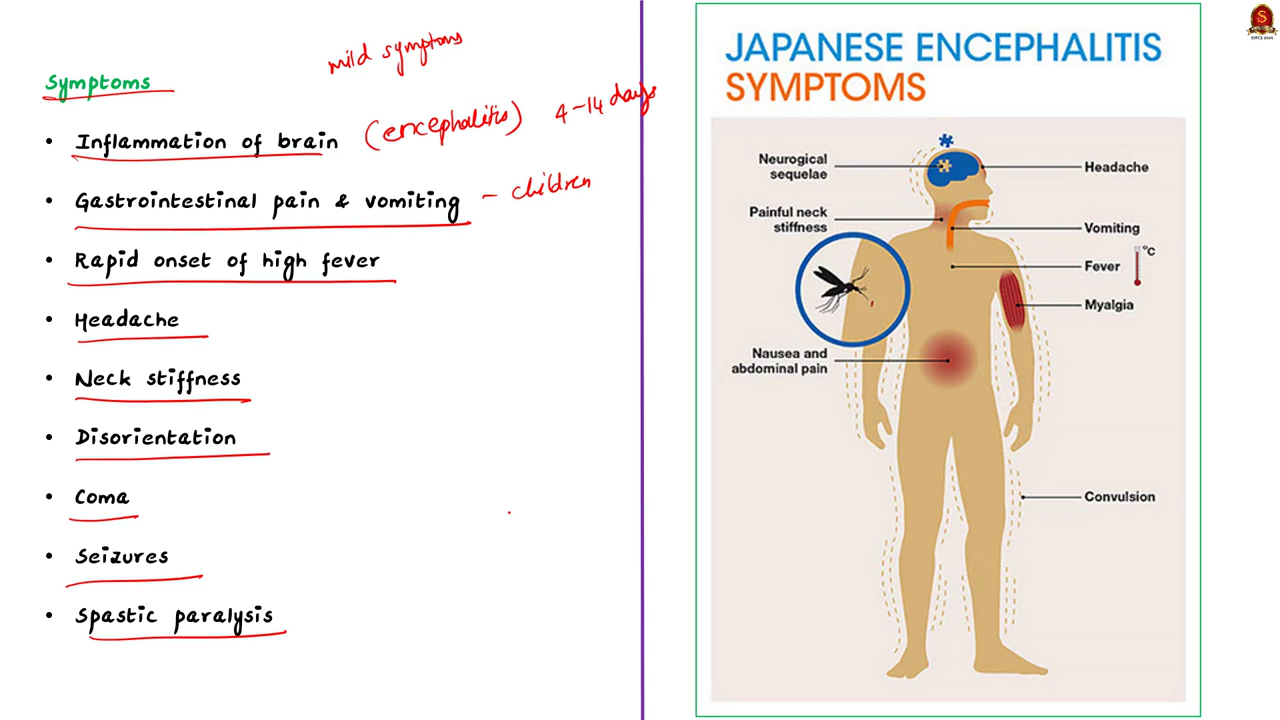 mild symptoms
Symptoms
• Inflammation of brain (encephalitis) 4-14 days
• Gastrointestinal pain & vomiting - children
• Rapid onset of high fever
• Headache
• Neck stiffness
• Disorientation
• Coma
• Seizures
• Spastic paralysis
JAPANESE ENCEPHALITIS
SYMPTOMS
Neurogical
sequelae
Headache
Painful neck
stiffness
Vomiting
Fever
°C
Myalgia
Nausea and
abdominal pain
Convulsion
S
SINCE 2004